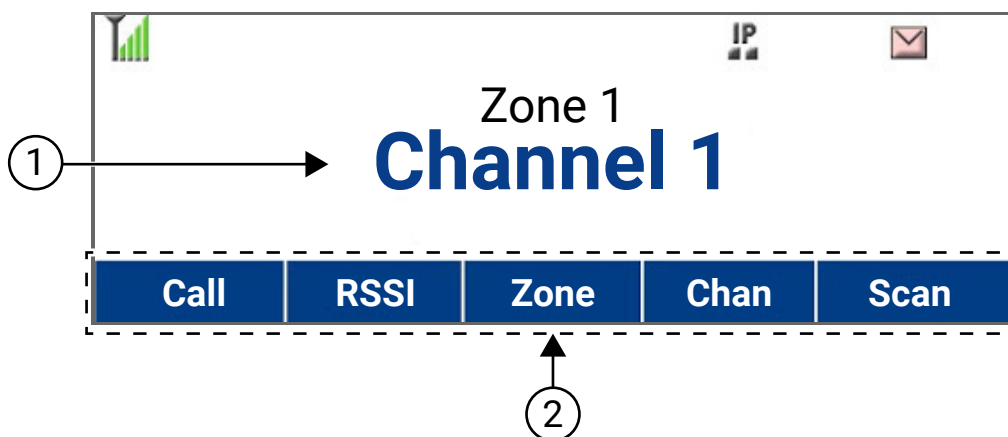 IP
Zone 1
1
Channel 1
Call RSSI Zone Chan Scan
2